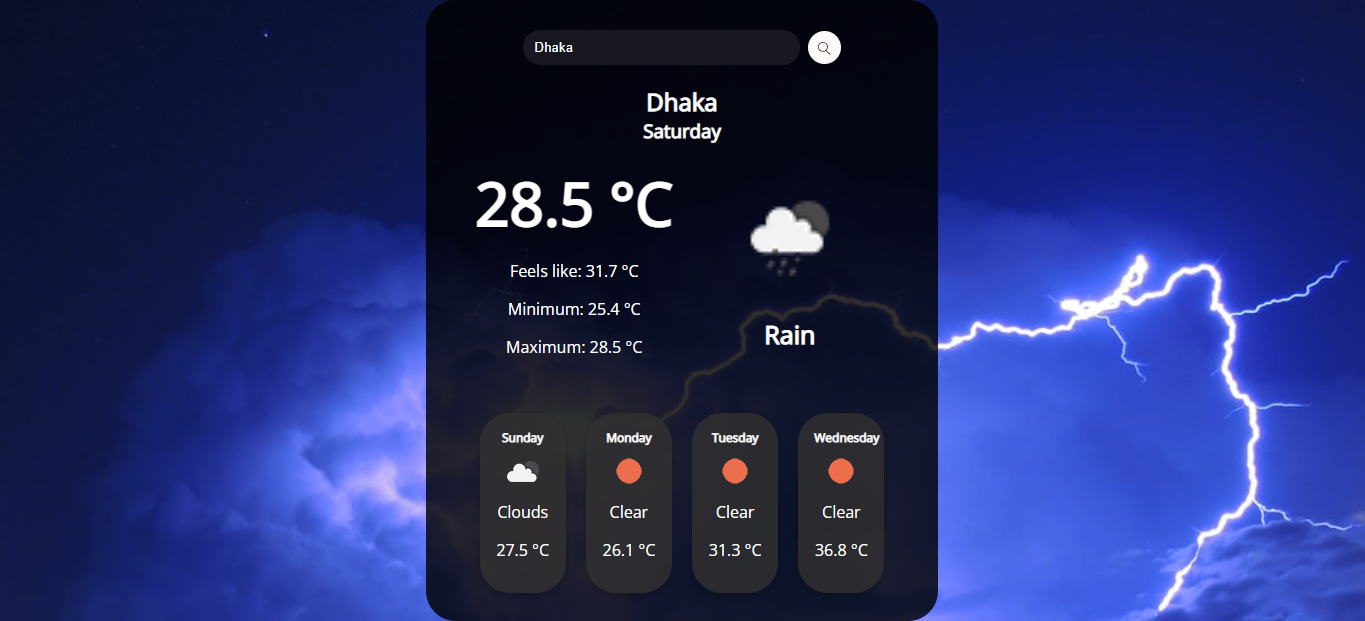 Dhaka
Dhaka
Saturday
28.5 °C
Feels like: 31.7 °C
Minimum: 25.4 °C
Maximum: 28.5 °C
Rain
Sunday
Clouds
27.5 °C
Monday
Clear
26.1 °C
Tuesday
Clear
31.3 °C
Wednesday
Clear
36.8 °C